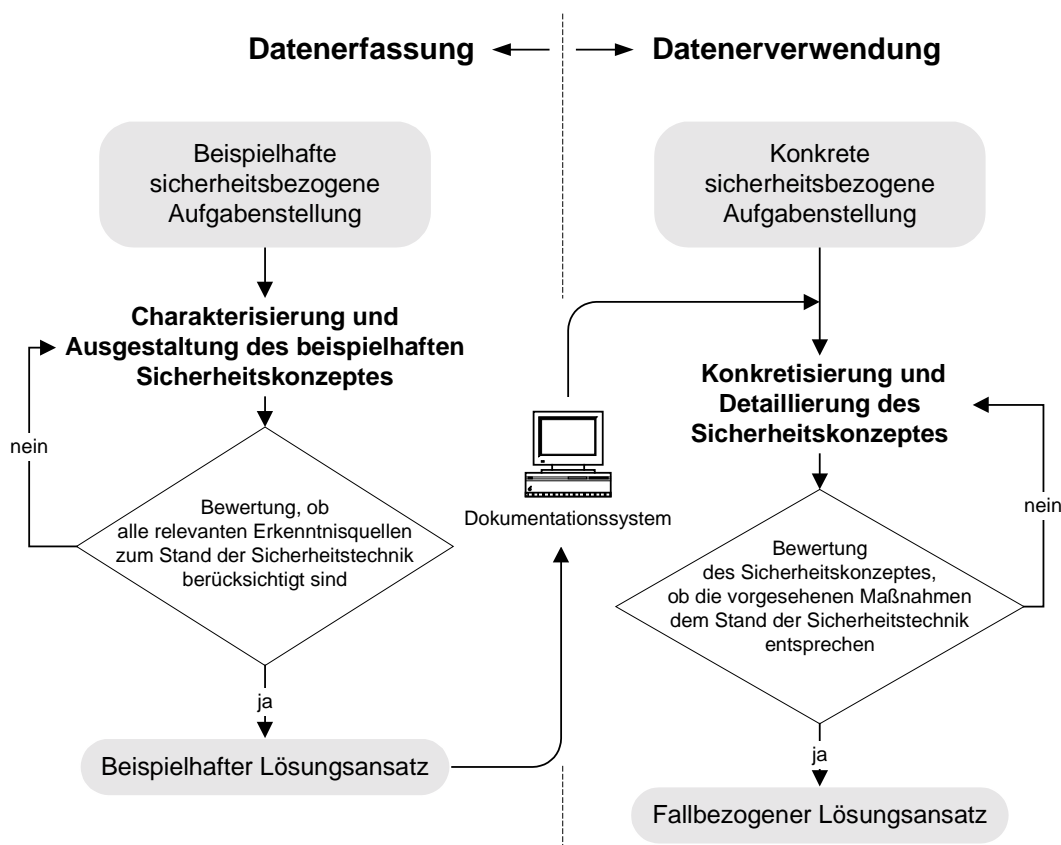 Datenerfassung
Datenerverwendung
Beispielhafte
sicherheitsbezogene
Aufgabenstellung
Charakterisierung und
Ausgestaltung des beispielhaften
Sicherheitskonzeptes
nein
Bewertung, ob
alle relevanten Erkenntnisquellen
zum Stand der Sicherheitstechnik
berücksichtigt sind
ja
Beispielhafter Lösungsansatz
Dokumentationssystem
Konkrete
sicherheitsbezogene
Aufgabenstellung
Konkretisierung und
Detaillierung des
Sicherheitskonzeptes
nein
Bewertung
des Sicherheitskonzeptes,
ob die vorgesehenen Maßnahmen
dem Stand der Sicherheitstechnik
entsprechen
ja
Fallbezogener Lösungsansatz